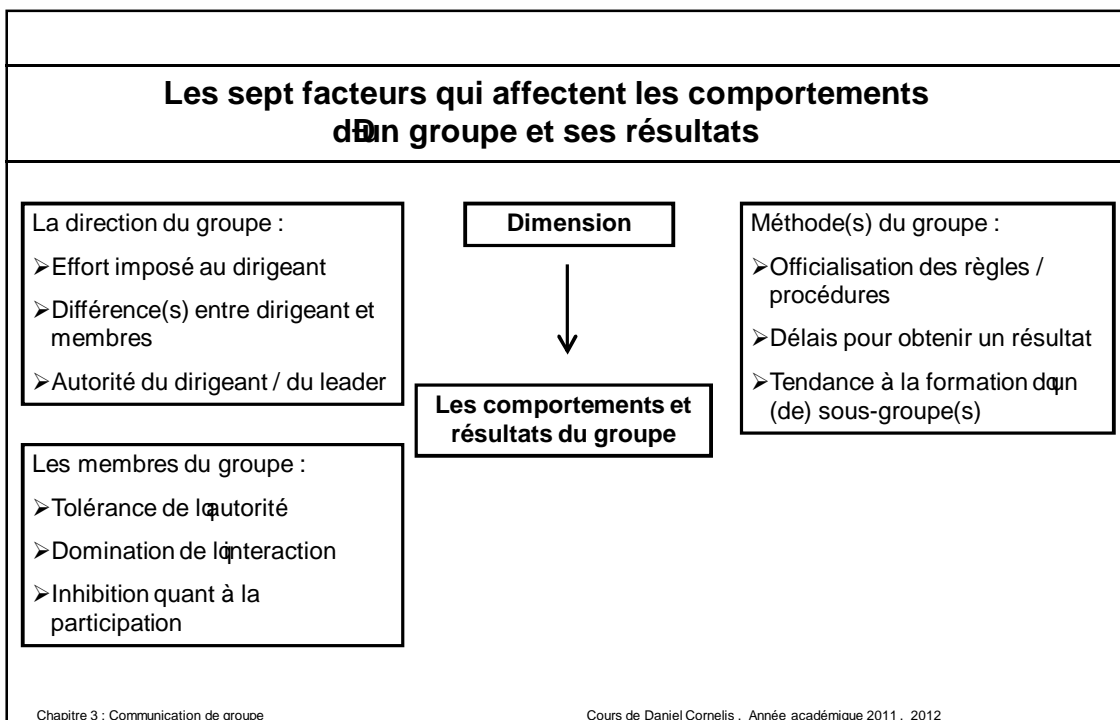 Les sept facteurs qui affectent les comportements
d'un groupe et ses résultats
La direction du groupe :
➢Effort imposé au dirigeant
➢Différence(s) entre dirigeant et
membres
➢Autorité du dirigeant / du leader
Les membres du groupe :
➢Tolérance de l'autorité
➢Domination de l'interaction
➢Inhibition quant à la
participation
Dimension
Les comportements et
résultats du groupe
Méthode(s) du groupe :
➢Officialisation des règles /
procédures
➢Délais pour obtenir un résultat
➢Tendance à la formation d'un
(de) sous-groupe(s)
Chapitre 3 : Communication de groupe
Cours de Daniel Cornelis . Année académique 2011 . 2012